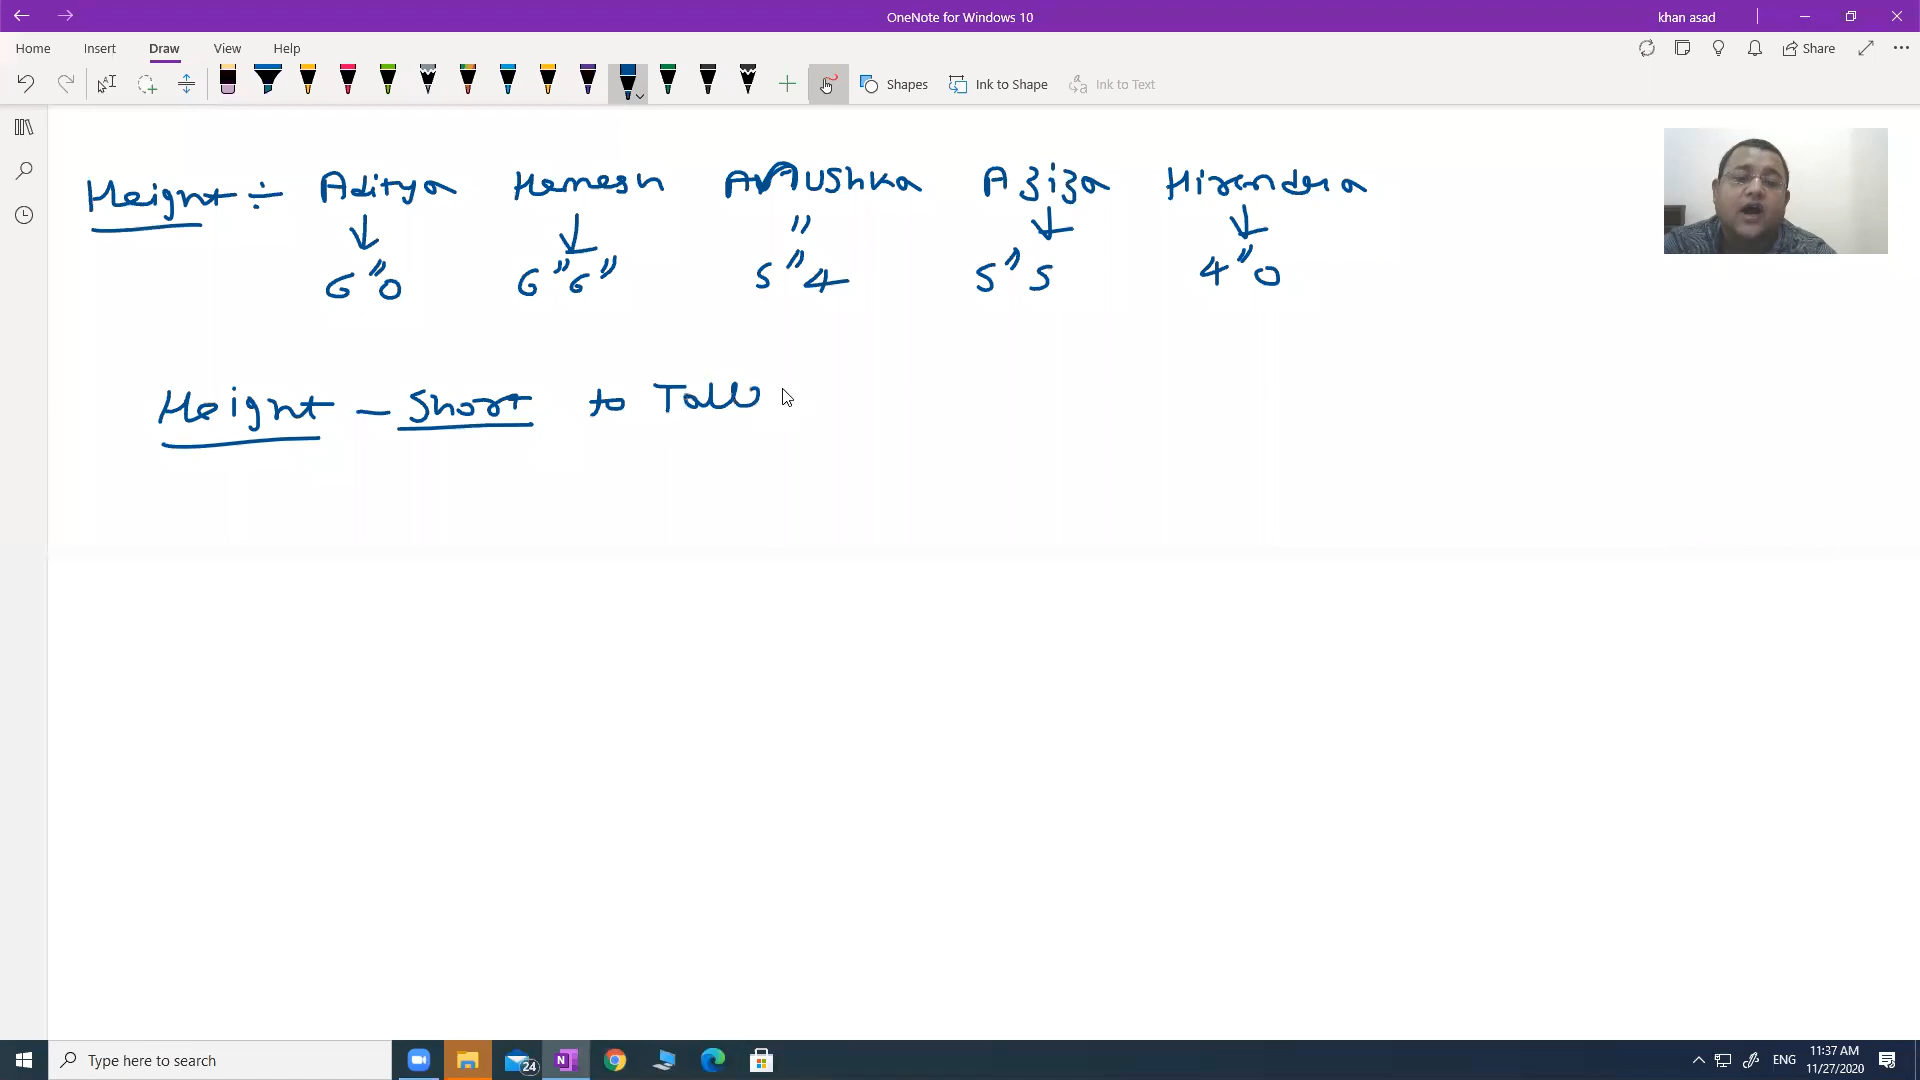 OneNote for Windows 10
khan asad
Home Insert Draw View Help
Share
Shapes Ink to Shape Ink to Text
Height ÷ Aditya Hemesh Anushka Aziza Hirendera
"
6"0 6"6" 5"4 5"5 4"0
Height - Short to Tall
Type here to search
24
ENG
11:37 AM
11/27/2020